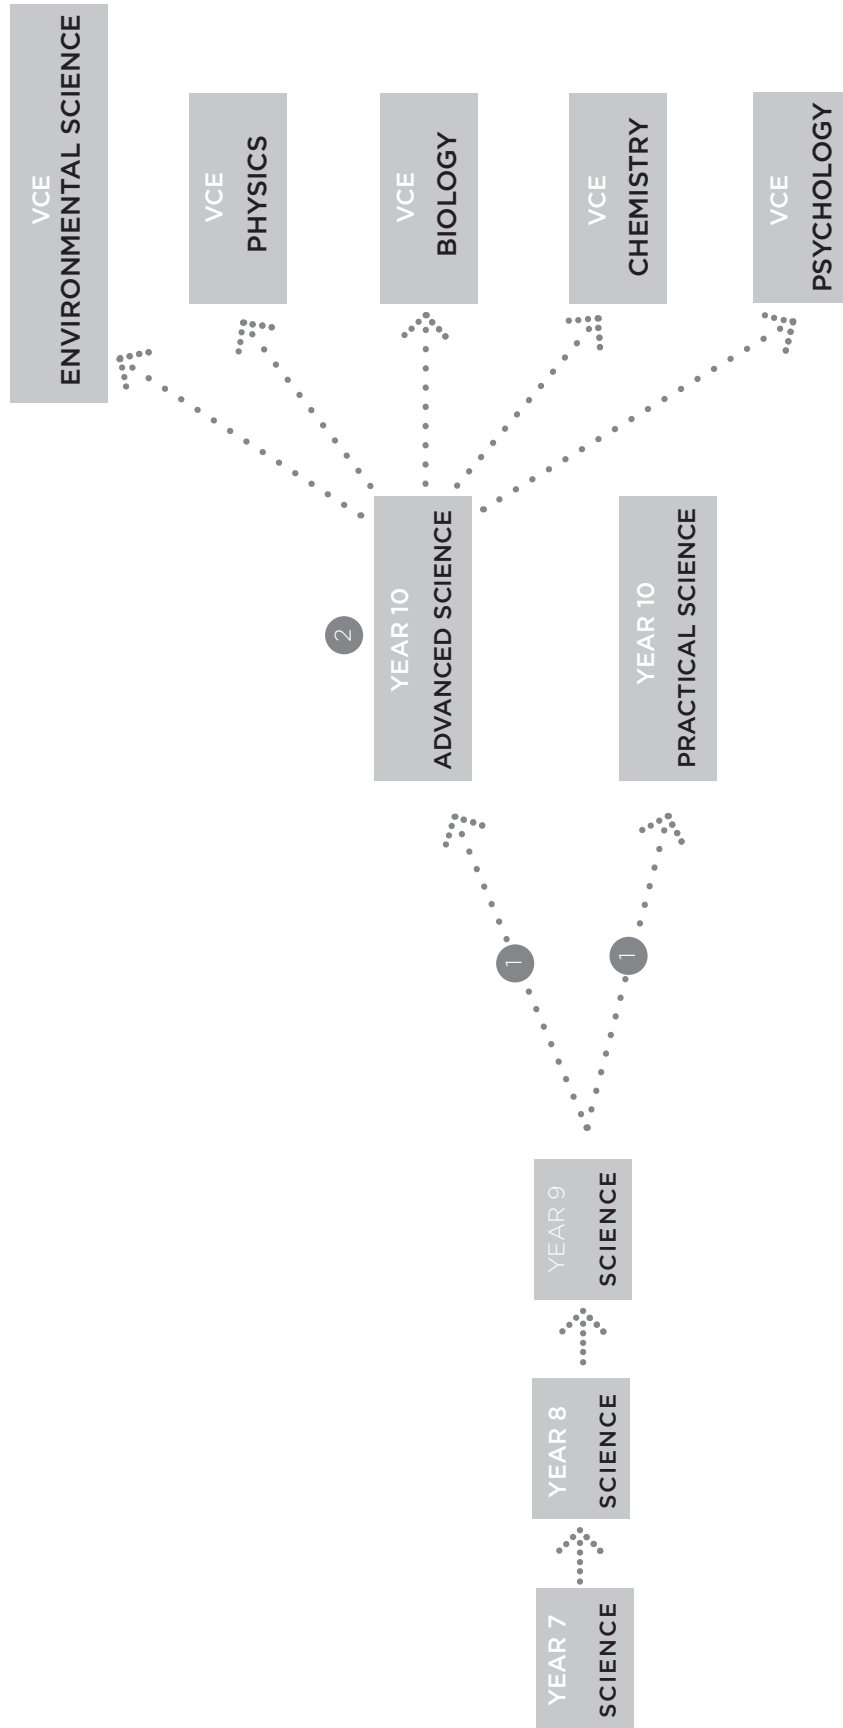 YEAR 7
SCIENCE
YEAR 8
SCIENCE
YEAR 9
SCIENCE
1
1
2
YEAR 10
ADVANCED SCIENCE
YEAR 10
PRACTICAL SCIENCE
VCE
ENVIRONMENTAL SCIENCE
VCE
PHYSICS
VCE
BIOLOGY
VCE
CHEMISTRY
VCE
PSYCHOLOGY